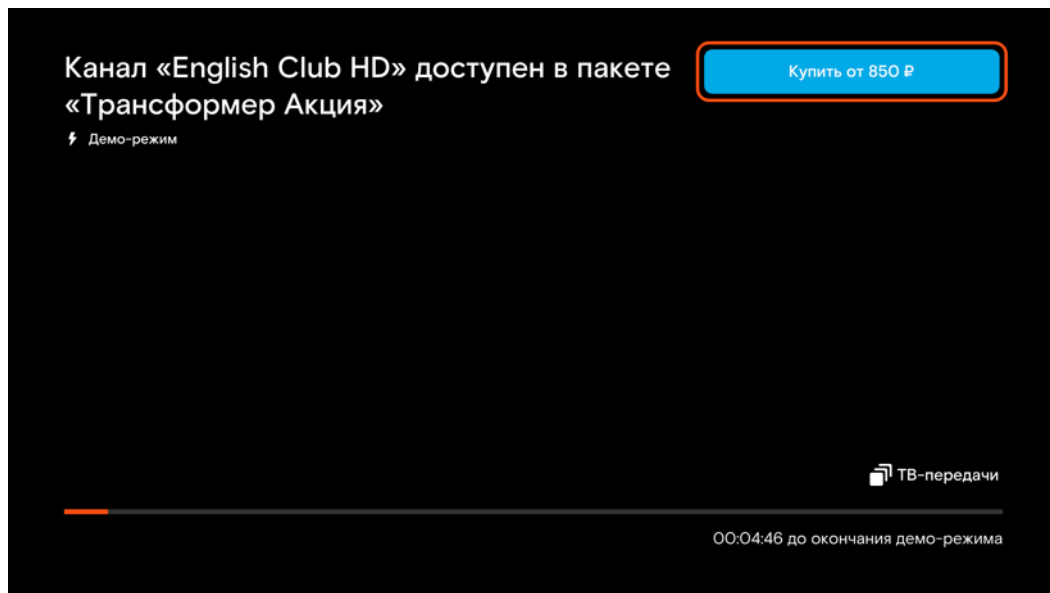 Канал «English Club HD» доступен в пакете
«Трансформер Акция»
Демо-режим
Купить от 850 ₽
ТВ-передачи
00:04:46 до окончания демо-режима